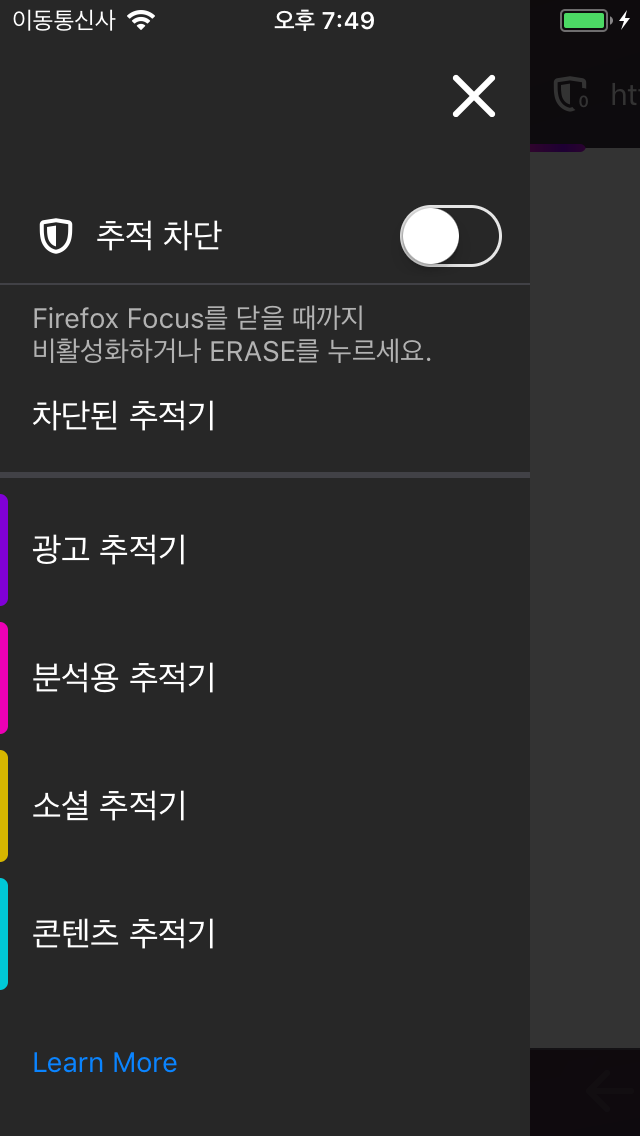 이동통신사 오후 7:49
0 htt
추적 차단
Firefox Focus를 닫을 때까지
비활성화하거나 ERASE를 누르세요.
차단된 추적기
광고 추적기
분석용 추적기
소셜 추적기
콘텐츠 추적기
Learn More